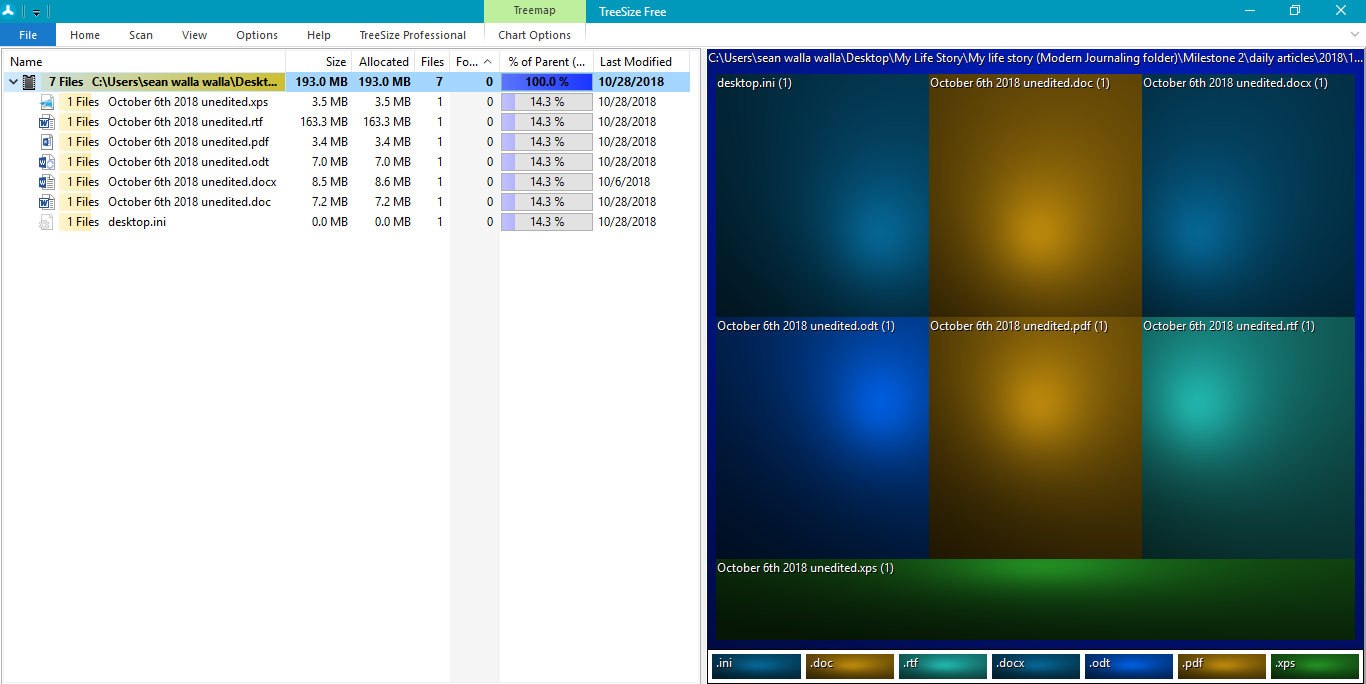 Treemap
TreeSize Free
File Home Scan View Options Help TreeSize Professional Chart Options
Name Size Allocated Files Fo... % of Parent (... Last Modified
7 Files C:\Users\sean walla walla\Deskt... 193.0 MB 193.0 MB 7 0 100.0 % 10/28/2018
1 Files October 6th 2018 unedited.xps 3.5 MB 3.5 MB 1 0 14.3 % 10/28/2018
1 Files October 6th 2018 unedited.rtf 163.3 MB 163.3 MB 1 0 14.3 % 10/28/2018
1 Files October 6th 2018 unedited.pdf 3.4 MB 3.4 MB 1 0 14.3 % 10/28/2018
1 Files October 6th 2018 unedited.odt 7.0 MB 7.0 MB 1 0 14.3 % 10/28/2018
1 Files October 6th 2018 unedited.docx 8.5 MB 8.6 MB 1 0 14.3 % 10/6/2018
1 Files October 6th 2018 unedited.doc 7.2 MB 7.2 MB 1 0 14.3 % 10/28/2018
1 Files desktop.ini 0.0 MB 0.0 MB 1 0 14.3 % 10/28/2018
C:\Users\sean walla walla\Desktop\My Life Story\My life story (Modern Journaling folder)\Milestone 2\daily articles\2018\1...
desktop.ini (1) October 6th 2018 unedited.doc (1) October 6th 2018 unedited.docx (1)
October 6th 2018 unedited.odt (1) October 6th 2018 unedited.pdf (1) October 6th 2018 unedited.rtf (1)
October 6th 2018 unedited.xps (1)
.ini .doc .rtf .docx .odt .pdf .xps